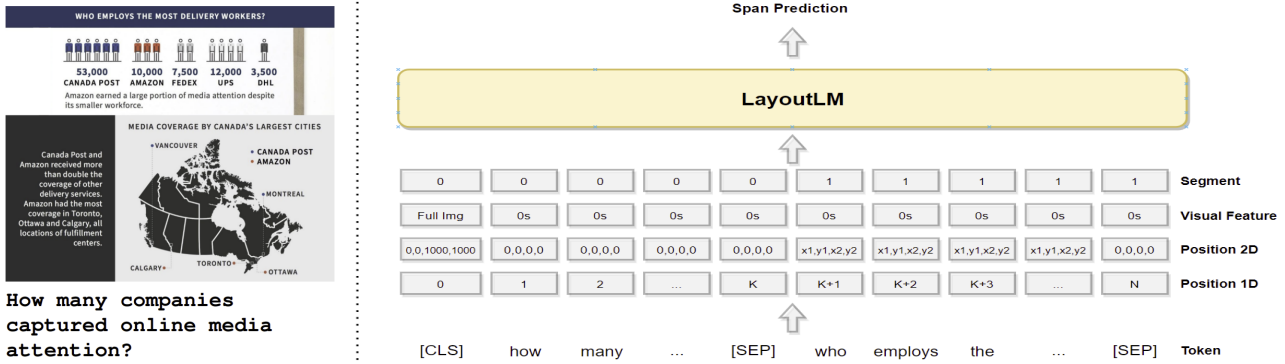 WHO EMPLOYS THE MOST DELIVERY WORKERS?
53,000 10,000 7,500 12,000 3,500
CANADA POST AMAZON FEDEX UPS DHL
Amazon earned a large portion of media attention despite
its smaller workforce.
Canada Post and
Amazon received more
than double the
coverage of other
delivery services.
Amazon had the most
coverage in Toronto,
Ottawa and Calgary, all
locations of fulfillment
centers.
MEDIA COVERAGE BY CANADA'S LARGEST CITIES
VANCOUVER
CANADA POST
AMAZON
MONTREAL
CALGARY
TORONTO
OTTAWA
How many companies
captured online media
attention?
Span Prediction
LayoutLM
0 0 0 0 0 1 1 1 1 1 Segment
Full Img 0s 0s 0s 0s 0s 0s 0s 0s 0s Visual Feature
0,0,1000,1000 0,0,0,0 0,0,0,0 0,0,0,0 0,0,0,0 x1,y1,x2,y2 x1,y1,x2,y2 x1,y1,x2,y2 x1,y1,x2,y2 0,0,0,0 Position 2D
0 1 2 ... K K+1 K+2 K+3 ... N Position 1D
[CLS] how many ... [SEP] who employs the ... [SEP] Token